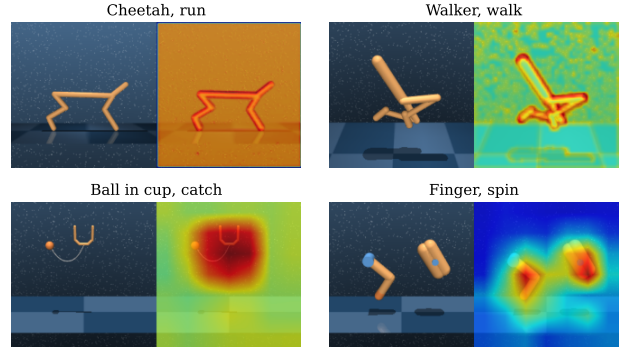 Cheetah, run
Walker, walk
Ball in cup, catch
Finger, spin